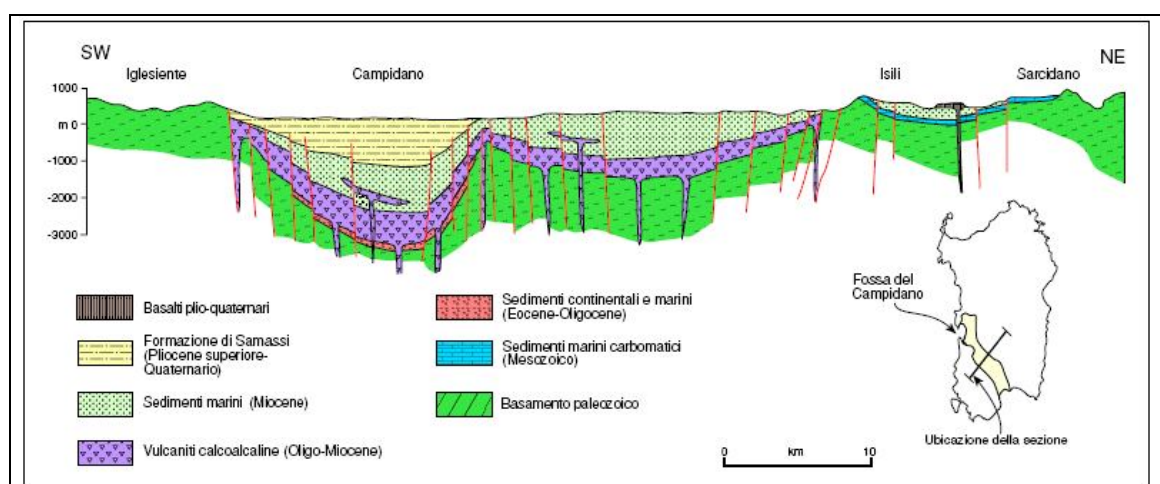 SW
NE
Iglesiente
Campidano
Isili
Sarcidano
1000
m 0
-1000
-2000
-3000
Basalti plio-quaternari
Formazione di Samassi
(Pliocene superiore-
Quaternario)
Sedimenti marini (Miocene)
Vulcaniti calcoalcaline (Oligo-Miocene)
Sedimenti continentali e marini
(Eocene-Oligocene)
Sedimenti marini carbomatici
(Mesozoico)
Basamento paleozoico
0 km 10
Fossa del
Campidano
Ubicazione della sezione